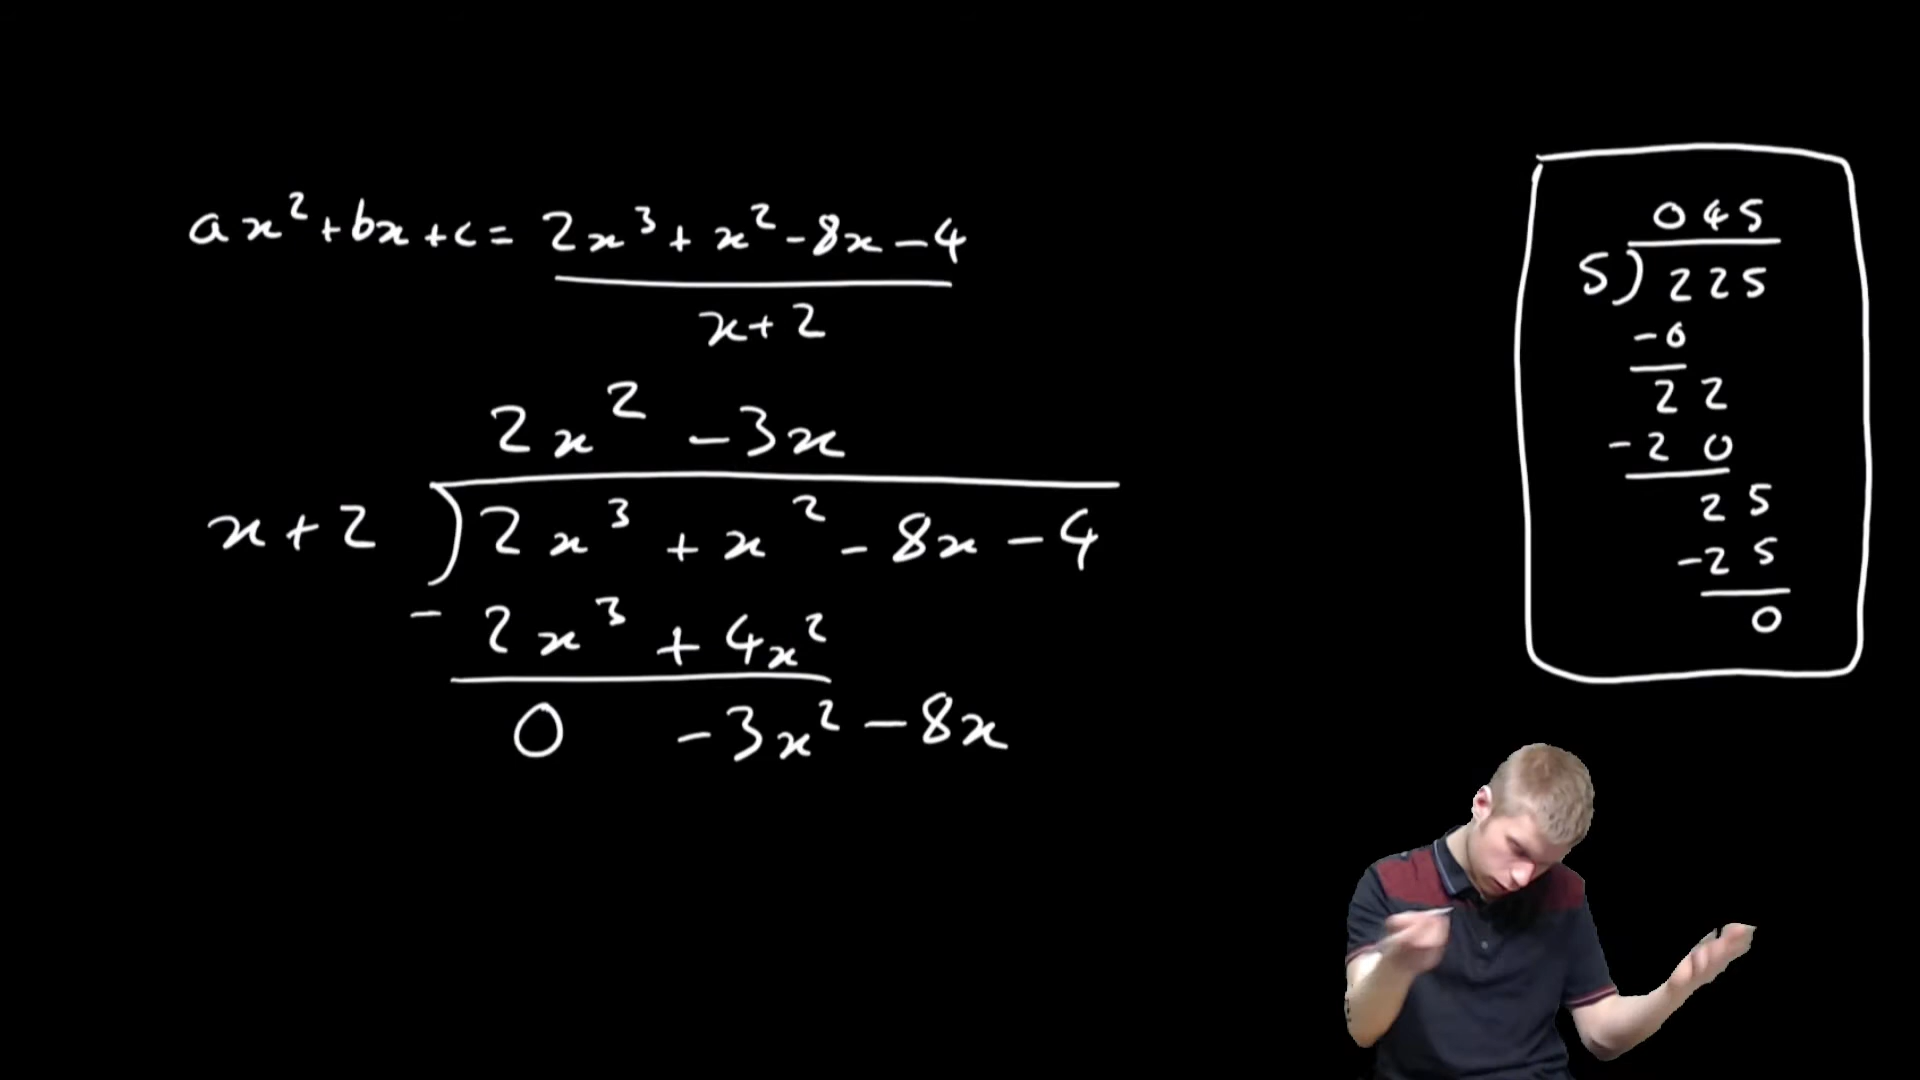 ax²+bx+c = 2x³ + x² - 8x - 4
x+2
2x² - 3x
x+2 ) 2x³ + x² - 8x - 4
- 2x³ + 4x²
0 - 3x² - 8x
045
5 ) 225
-0
22
-20
25
-25
0